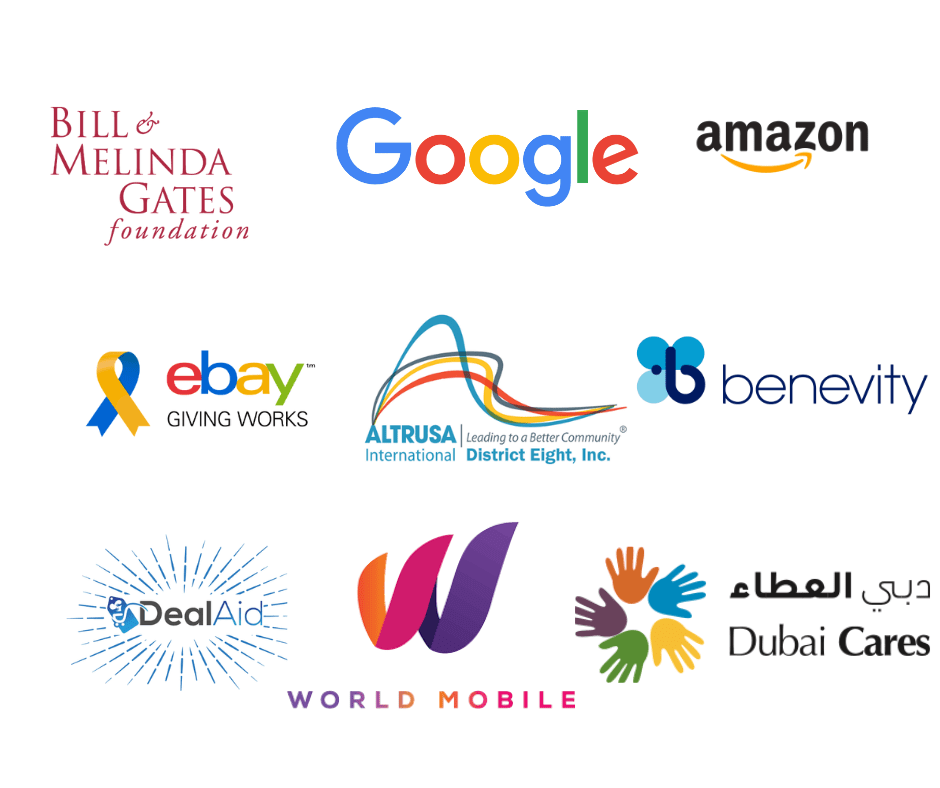 BILL &
MELINDA
GATES
foundation
Google
amazon
ebay™
GIVING WORKS
ALTRUSA | Leading to a Better Community®
International District Eight, Inc.
benevity
DealAid
WORLD MOBILE
دبي العطاء
Dubai Cares